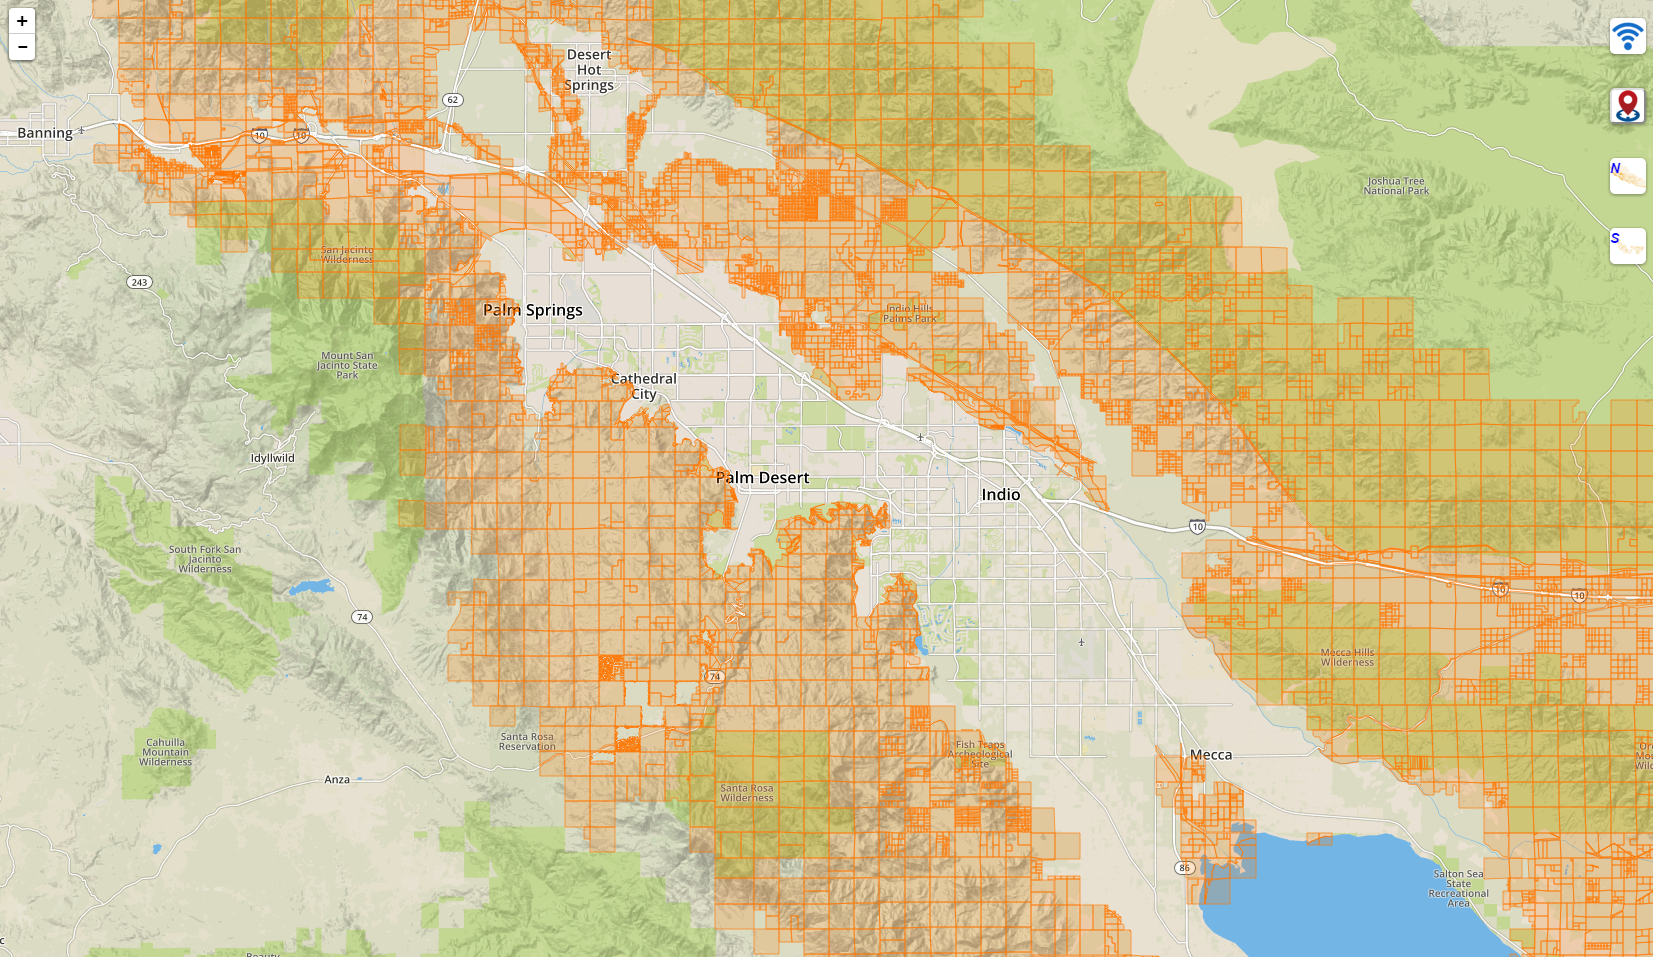 +
−
Desert
Hot
Springs
62
N
Banning
10
10
Joshua Tree
National Park
S
San Jacinto
Wilderness
243
Palm Springs
Indio Hills
Palms Park
Mount San
Jacinto State
Park
Cathedral
City
Idyllwild
Palm Desert
Indio
10
South Fork San
Jacinto
Wilderness
10
10
74
Mecca Hills
Wilderness
74
Santa Rosa
Reservation
Cahuilla
Mountain
Wilderness
Fish Traps
Archeological
Site
Mecca
Anza
Santa Rosa
Wilderness
86
Salton Sea
State
Recreational
Area